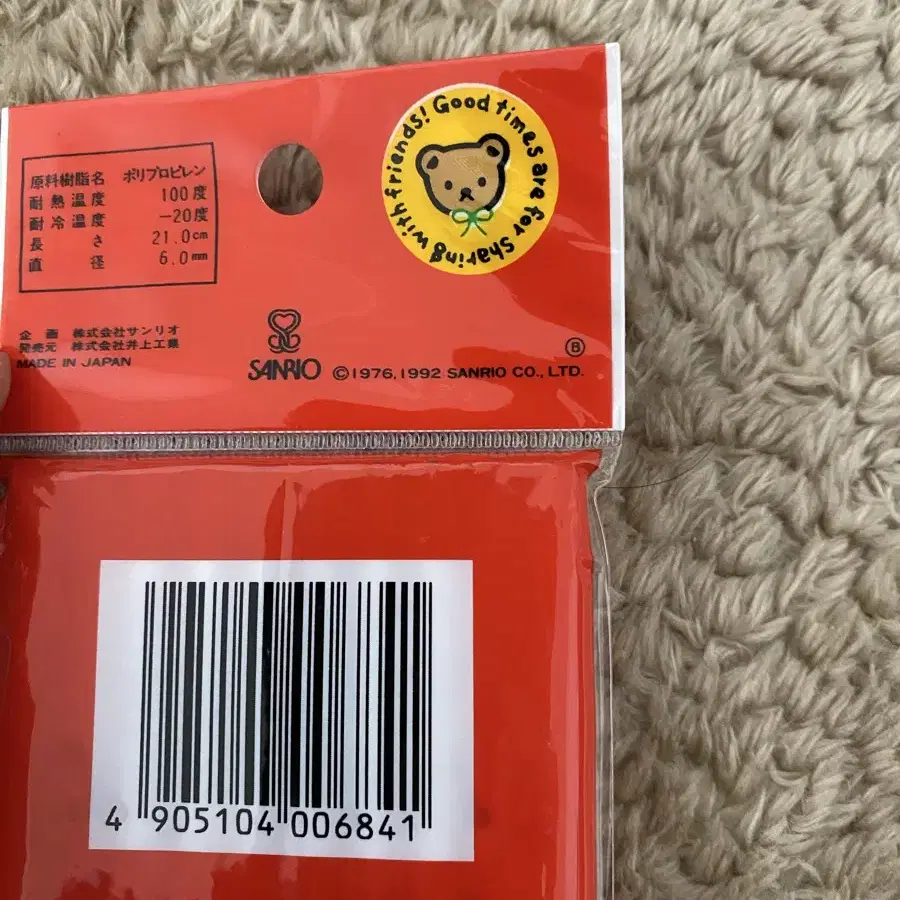 原料樹脂名 ポリプロピレン
耐熱温度 100度
耐冷温度 −20度
長さ 21.0cm
直径 6.0mm
Good times are for sharing with friends!
企画 株式会社サンリオ
発売元 株式会社井上工業
MADE IN JAPAN
SANRIO
©1976,1992 SANRIO CO., LTD.
B
4 905104 006841